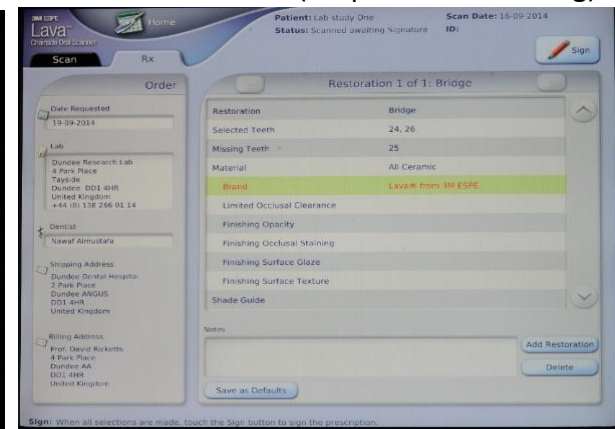 3M ESPE
Lava™
Chairside Oral Scanner
Home
Patient: Lab study One
Status: Scanned awaiting Signature
Scan Date: 16-09-2014
ID:
Sign
Scan
Rx
Order
Date Requested
19-09-2014
Lab
Dundee Research Lab
4 Park Place
Tayside
Dundee DD1 4HR
United Kingdom
+44 (0) 138 256 01 14
Dentist
Nawaf Almustafa
Shipping Address
Dundee Dental Hospital
2 Park Place
Dundee ANGUS
DD1 4HR
United Kingdom
Billing Address
Prof. David Ricketts
4 Park Place
Dundee AA
DD1 4HR
United Kingdom
Restoration 1 of 1: Bridge
Restoration Bridge
Selected Teeth 24, 26
Missing Teeth 25
Material All Ceramic
Brand Lava® from 3M ESPE
Limited Occlusal Clearance
Finishing Opacity
Finishing Occlusal Staining
Finishing Surface Glaze
Finishing Surface Texture
Shade Guide
Notes
Add Restoration
Delete
Save as Defaults
Sign: When all selections are made, touch the Sign button to sign the prescription.